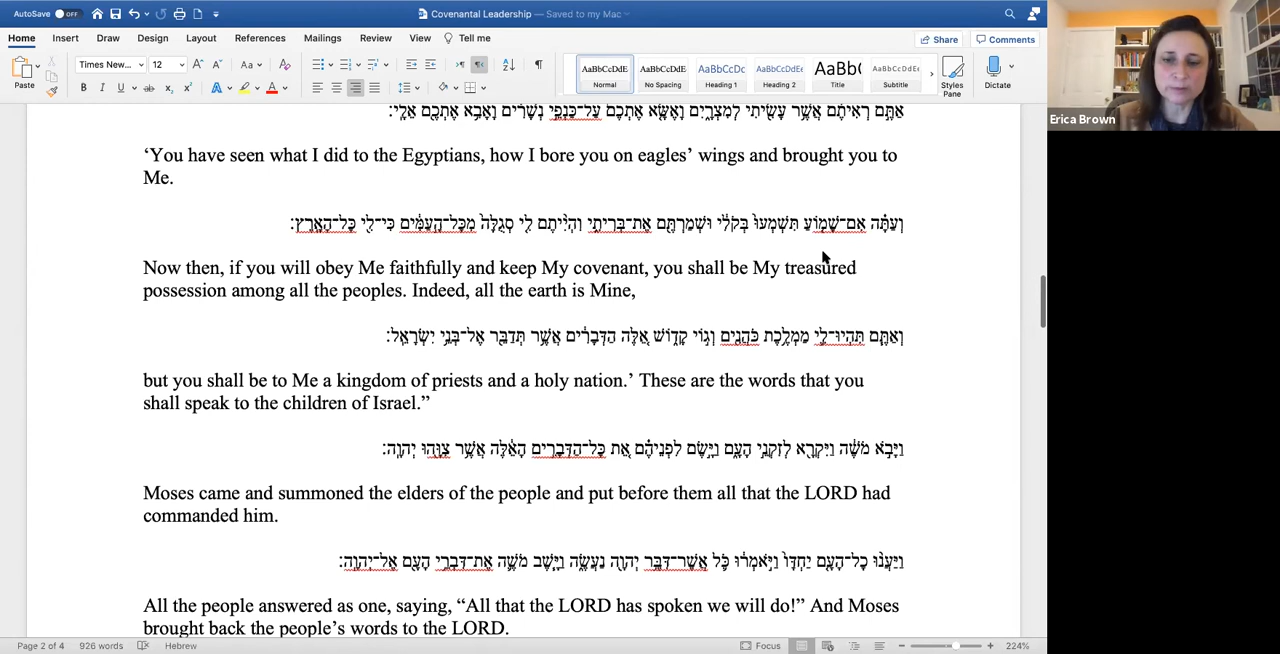 AutoSave OFF Covenantal Leadership — Saved to my Mac
Home Insert Draw Design Layout References Mailings Review View Tell me Share Comments
Paste Times New... 12 Aa AaBbCcDdE Normal AaBbCcDdE No Spacing AaBbCcDc Heading 1 AaBbCcDdEe Heading 2 AaBb( Title AaBbCcDdEe Subtitle Styles Pane Dictate
Erica Brown
אַתֶּ֣ם רְאִיתֶ֔ם אֲשֶׁ֥ר עָשִׂ֖יתִי לְמִצְרָ֑יִם וָאֶשָּׂ֤א אֶתְכֶם֙ עַל־כַּנְפֵ֣י נְשָׁרִ֔ים וָאָבִ֥א אֶתְכֶ֖ם אֵלָֽי׃
‘You have seen what I did to the Egyptians, how I bore you on eagles’ wings and brought you to
Me.
וְעַתָּ֗ה אִם־שָׁמ֤וֹעַ תִּשְׁמְעוּ֙ בְּקֹלִ֔י וּשְׁמַרְתֶּ֖ם אֶת־בְּרִיתִ֑י וִהְיִ֨יתֶם לִ֤י סְגֻלָּה֙ מִכָּל־הָ֣עַמִּ֔ים כִּי־לִ֖י כָּל־הָאָֽרֶץ׃
Now then, if you will obey Me faithfully and keep My covenant, you shall be My treasured
possession among all the peoples. Indeed, all the earth is Mine,
וְאַתֶּ֧ם תִּהְיוּ־לִ֛י מַמְלֶ֥כֶת כֹּהֲנִ֖ים וְג֣וֹי קָד֑וֹשׁ אֵ֚לֶּה הַדְּבָרִ֔ים אֲשֶׁ֥ר תְּדַבֵּ֖ר אֶל־בְּנֵ֥י יִשְׂרָאֵֽל׃
but you shall be to Me a kingdom of priests and a holy nation.’ These are the words that you
shall speak to the children of Israel.”
וַיָּבֹ֣א מֹשֶׁ֔ה וַיִּקְרָ֖א לְזִקְנֵ֣י הָעָ֑ם וַיָּ֣שֶׂם לִפְנֵיהֶ֗ם אֵ֚ת כָּל־הַדְּבָרִ֣ים הָאֵ֔לֶּה אֲשֶׁ֥ר צִוָּ֖הוּ יְהוָֽה׃
Moses came and summoned the elders of the people and put before them all that the LORD had
commanded him.
וַיַּעֲנ֨וּ כָל־הָעָ֤ם יַחְדָּו֙ וַיֹּ֣אמְר֔וּ כֹּ֛ל אֲשֶׁר־דִּבֶּ֥ר יְהוָ֖ה נַעֲשֶׂ֑ה וַיָּ֧שֶׁב מֹשֶׁ֛ה אֶת־דִּבְרֵ֥י הָעָ֖ם אֶל־יְהוָֽה׃
All the people answered as one, saying, “All that the LORD has spoken we will do!” And Moses
brought back the people’s words to the LORD.
Page 2 of 4 926 words Hebrew Focus 224%